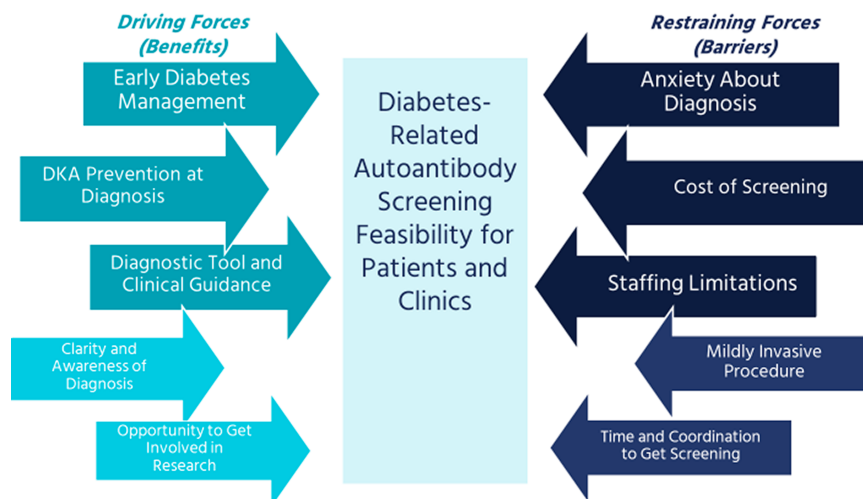 Driving Forces
(Benefits)
Early Diabetes
Management
DKA Prevention at
Diagnosis
Diagnostic Tool and
Clinical Guidance
Clarity and
Awareness of
Diagnosis
Opportunity to Get
Involved in
Research
Diabetes-
Related
Autoantibody
Screening
Feasibility for
Patients and
Clinics
Restraining Forces
(Barriers)
Anxiety About
Diagnosis
Cost of Screening
Staffing Limitations
Mildly Invasive
Procedure
Time and Coordination
to Get Screening